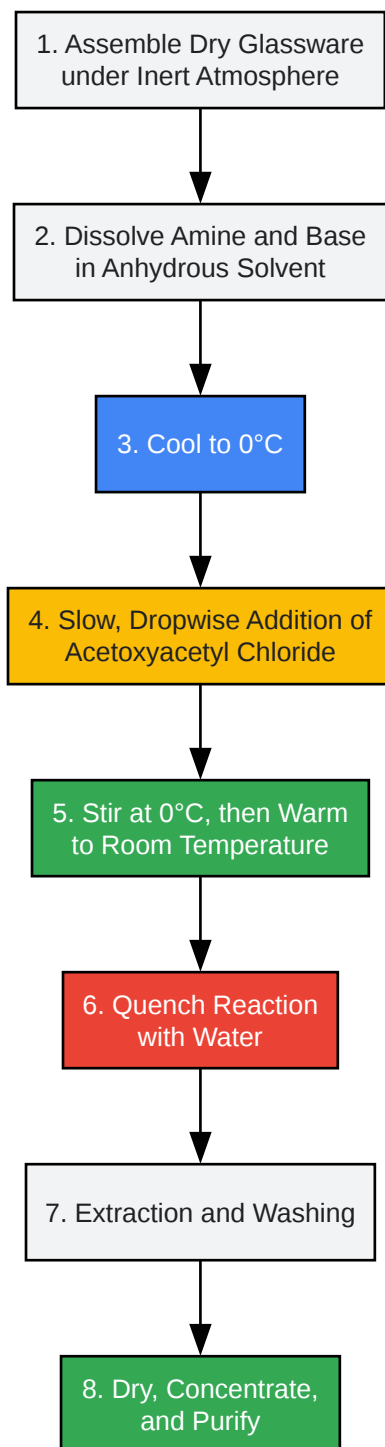 1. Assemble Dry Glassware
under Inert Atmosphere
2. Dissolve Amine and Base
in Anhydrous Solvent
3. Cool to 0°C
4. Slow, Dropwise Addition of
Acetoxyacetyl Chloride
5. Stir at 0°C, then Warm
to Room Temperature
6. Quench Reaction
with Water
7. Extraction and Washing
8. Dry, Concentrate,
and Purify